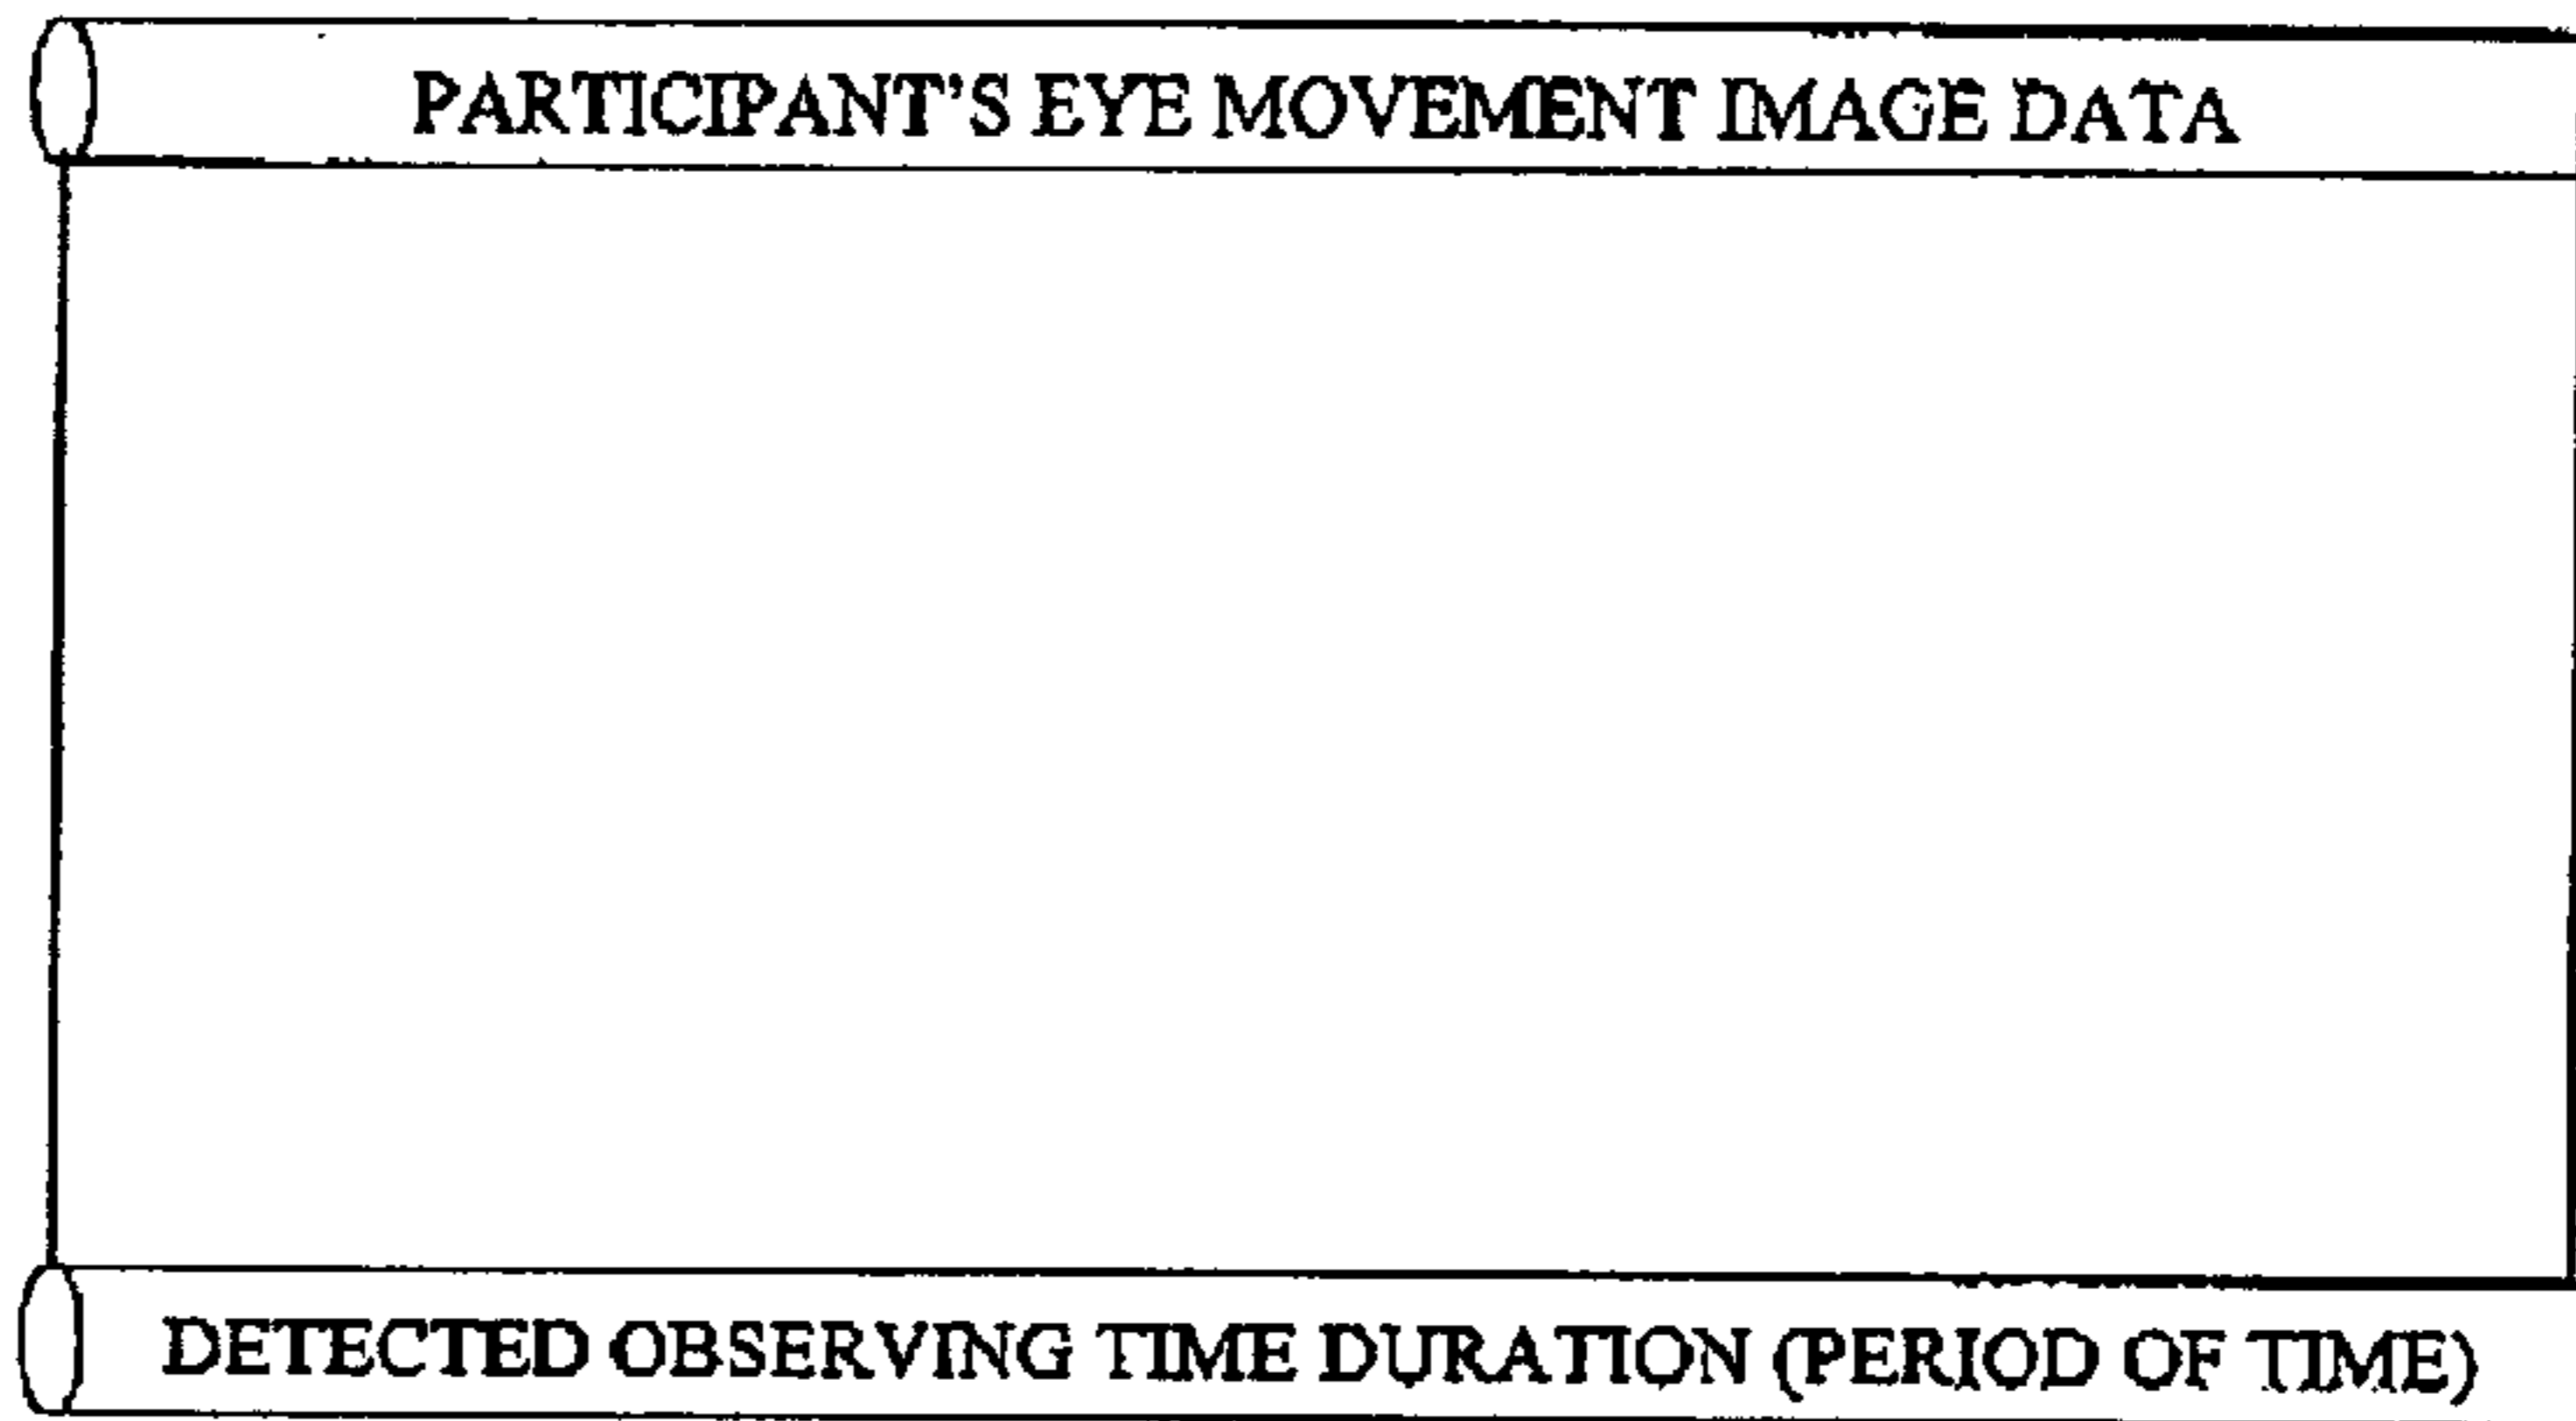 PARTICIPANT'S EYE MOVEMENT IMAGE DATA
DETECTED OBSERVING TIME DURATION (PERIOD OF TIME)